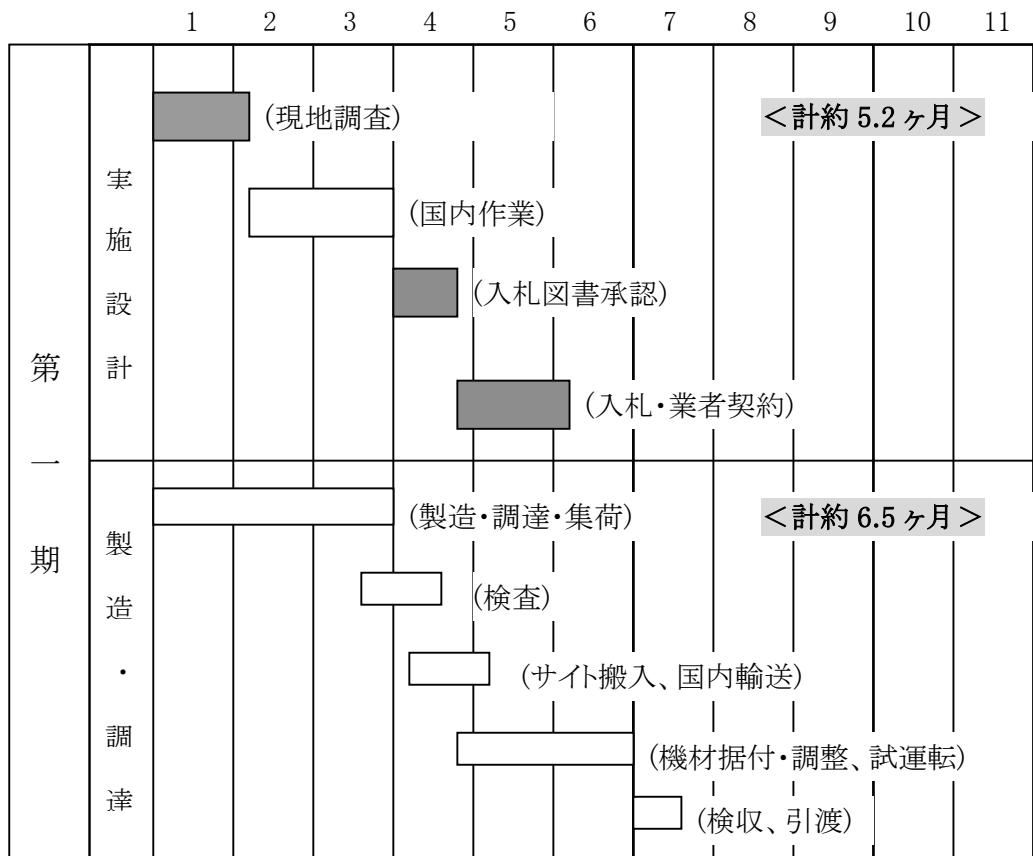 1 2 3 4 5 6 7 8 9 10 11
第一期
実施設計
(現地調査)
＜計約 5.2 ヶ月＞
(国内作業)
(入札図書承認)
(入札・業者契約)
製造・調達
(製造・調達・集荷)
＜計約 6.5 ヶ月＞
(検査)
(サイト搬入、国内輸送)
(機材据付・調整、試運転)
(検収、引渡)